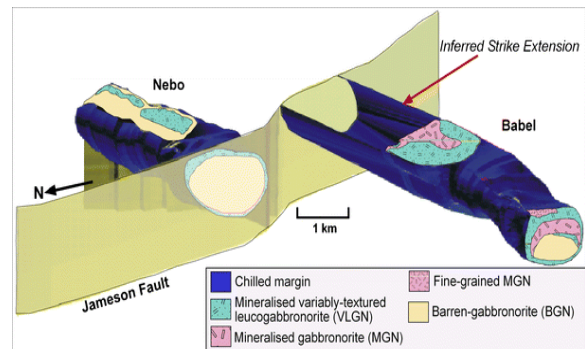 Inferred Strike Extension
Nebo
Babel
N
1 km
Jameson Fault
Chilled margin
Mineralised variably-textured
leucogabbronorite (VLGN)
Mineralised gabbronorite (MGN)
Fine-grained MGN
Barren-gabbronorite (BGN)